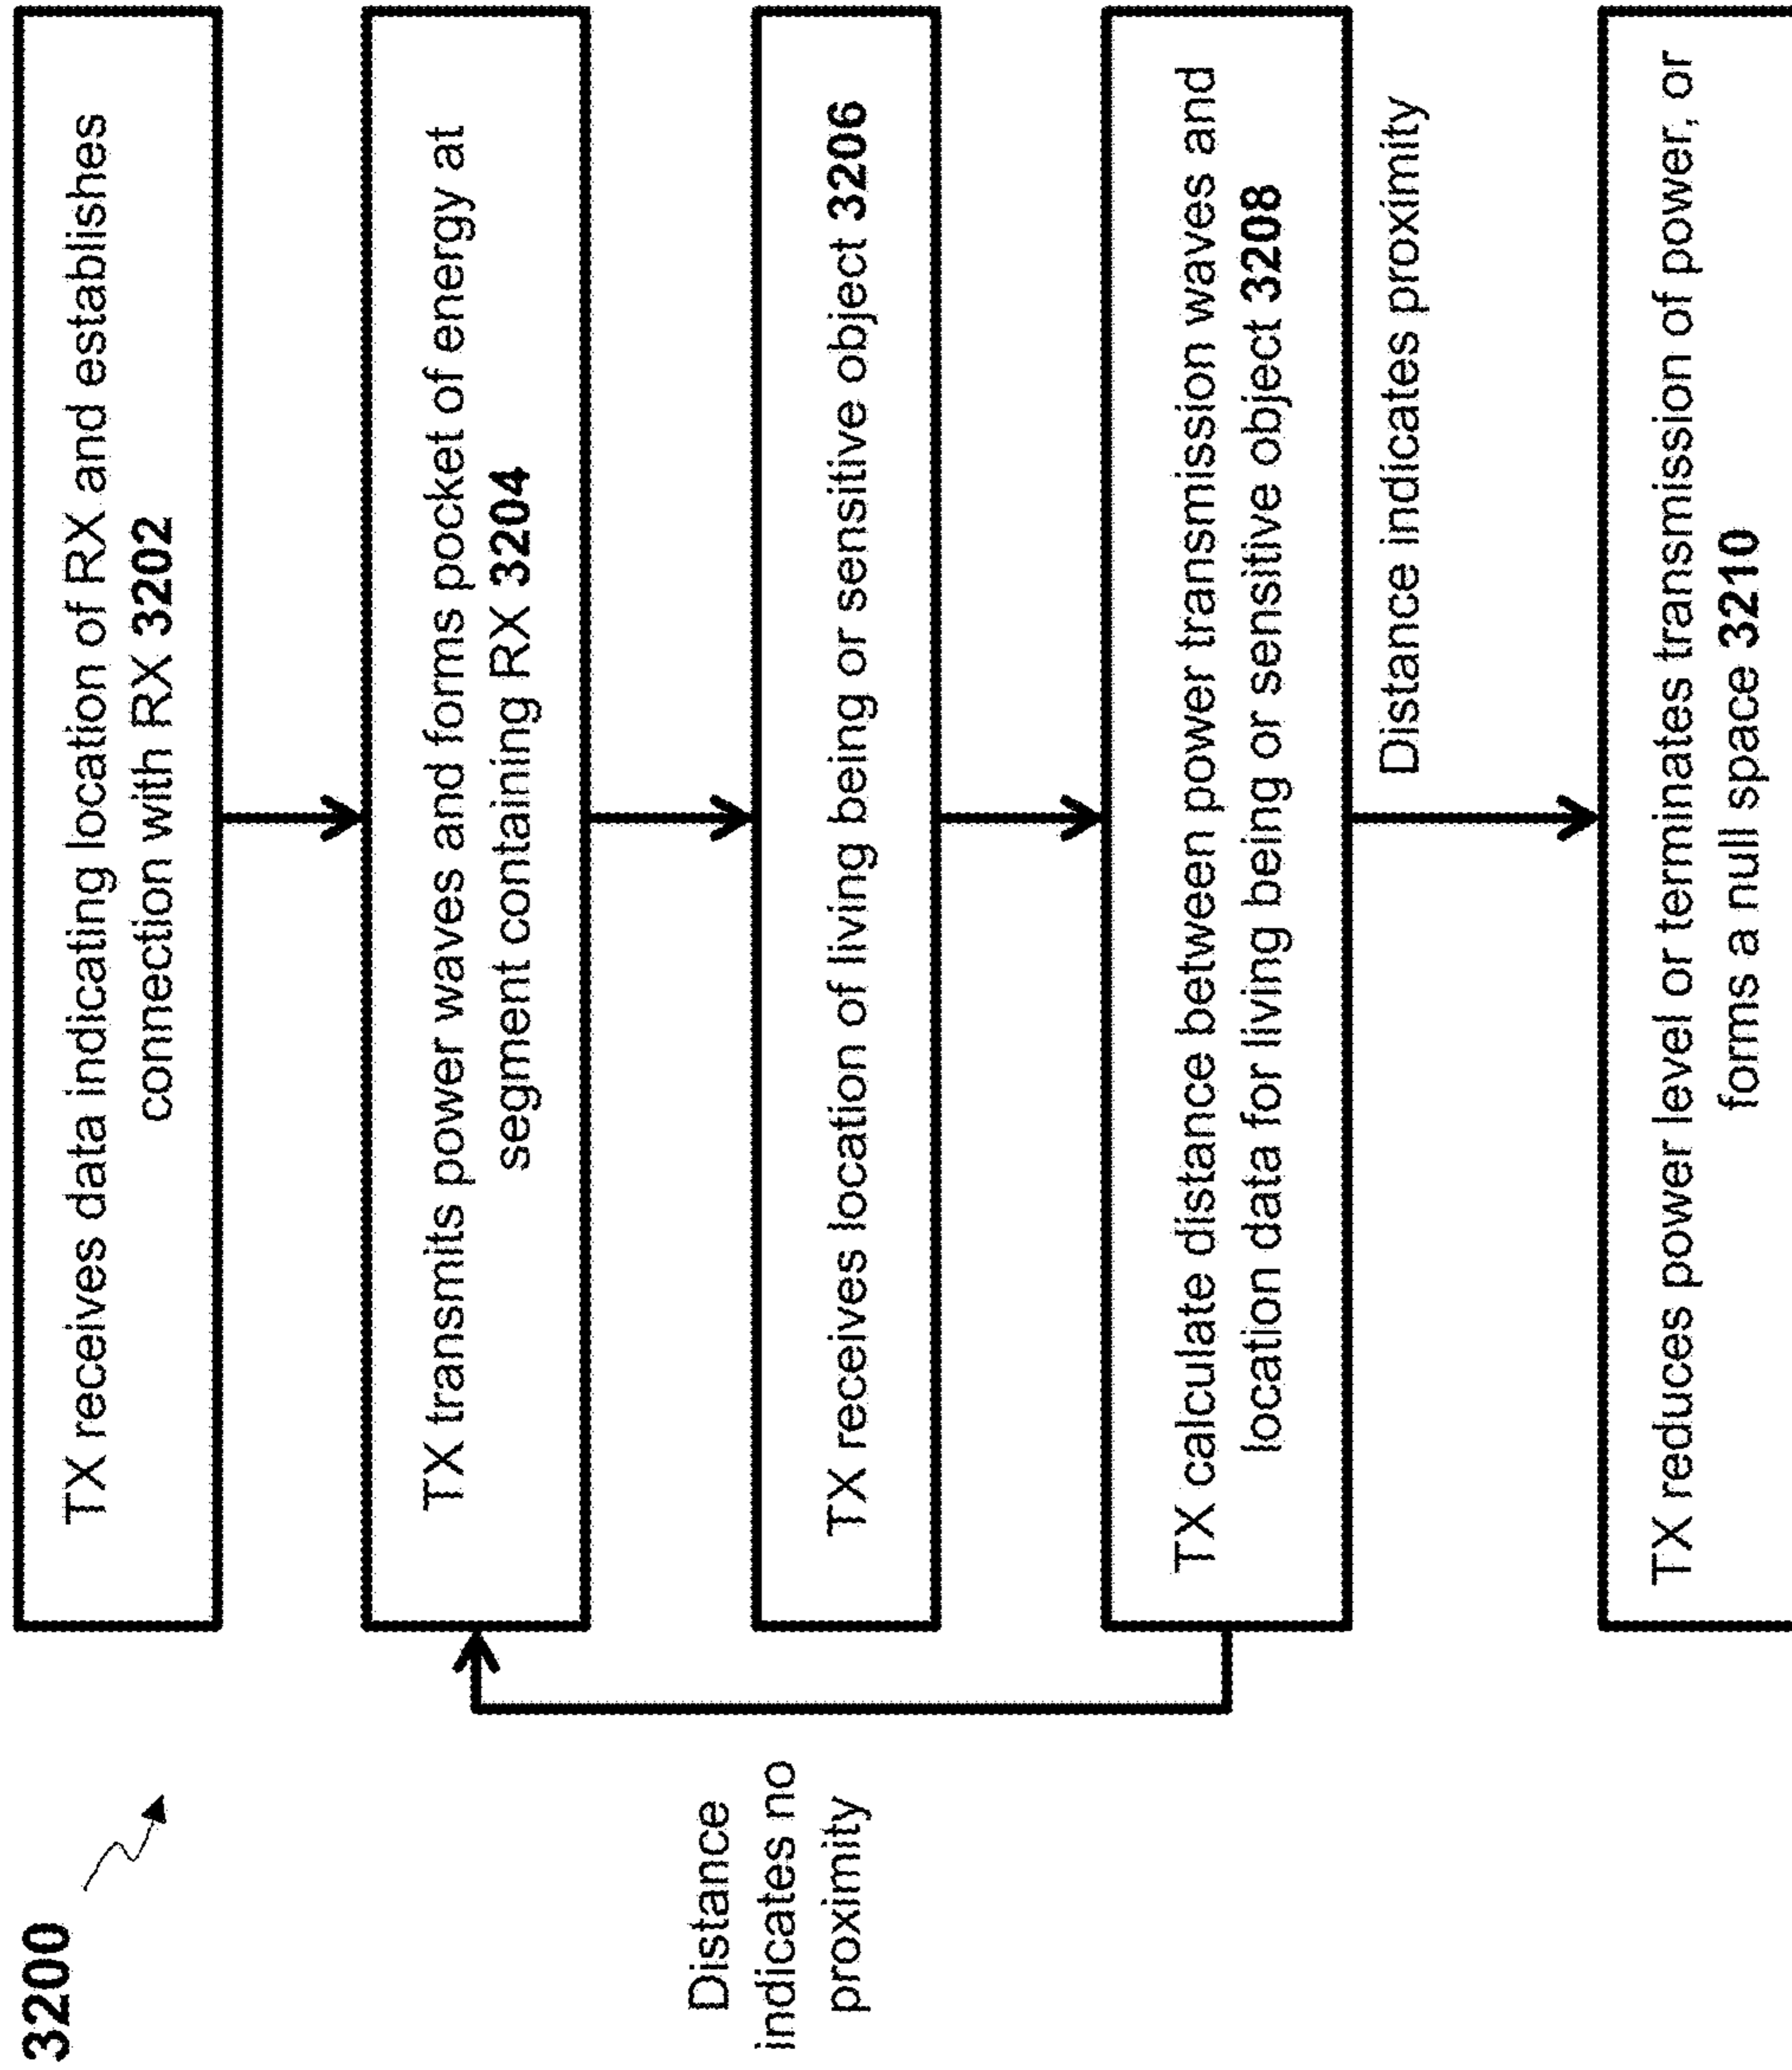 3200
TX receives data indicating location of RX and establishes
connection with RX 3202
TX transmits power waves and forms pocket of energy at
segment containing RX 3204
TX receives location of living being or sensitive object 3206
Distance
indicates no
proximity
TX calculate distance between power transmission waves and
location data for living being or sensitive object 3208
Distance indicates proximity
TX reduces power level or terminates transmission of power, or
forms a null space 3210